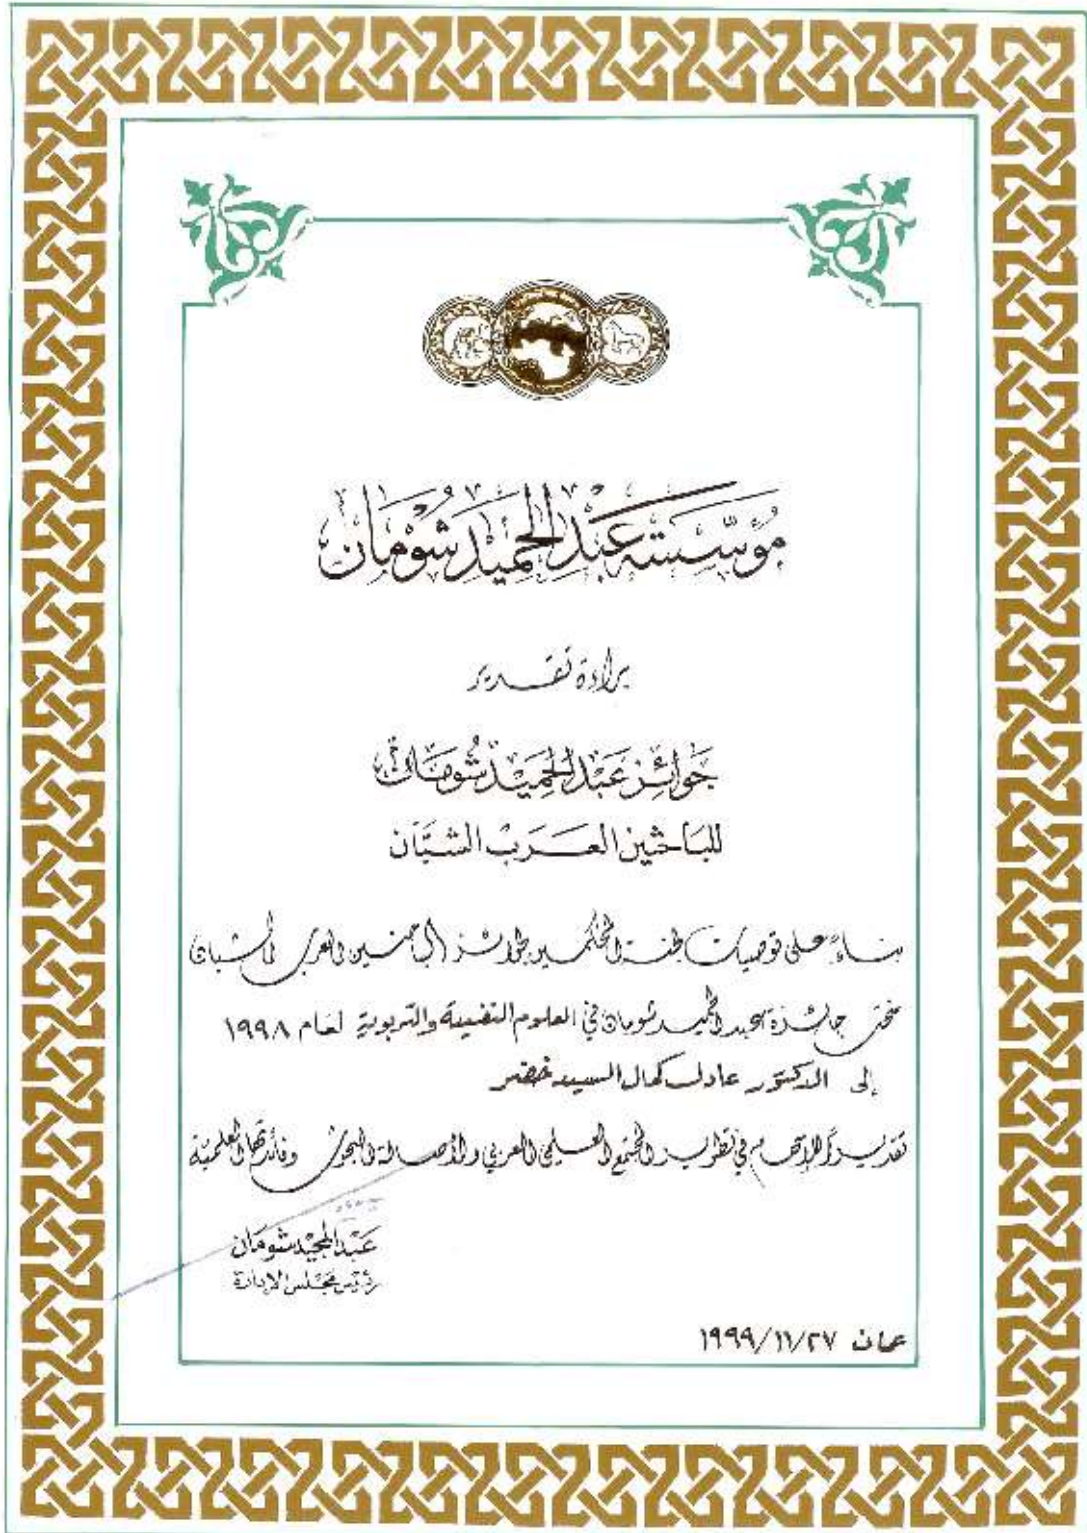 مؤسسة عبد الحميد شومان
براءة تقدير
جوائز عبد الحميد شومان
للباحثين العرب الشبان
بناءً على توصيات لجنة المحكمين لجوائز الباحثين العرب الشبان
منحت جائزة عبد الحميد شومان في العلوم النفسية والتربوية لعام ١٩٩٨
إلى الدكتور عادل كمال السيد خضر
تقديراً للإسهام في تطوير المجتمع العلمي العربي ولأصالة البحوث وفائدتها العلمية
عبد المجيد شومان
رئيس مجلس الإدارة
عمان ١٩٩٩/١١/٢٧